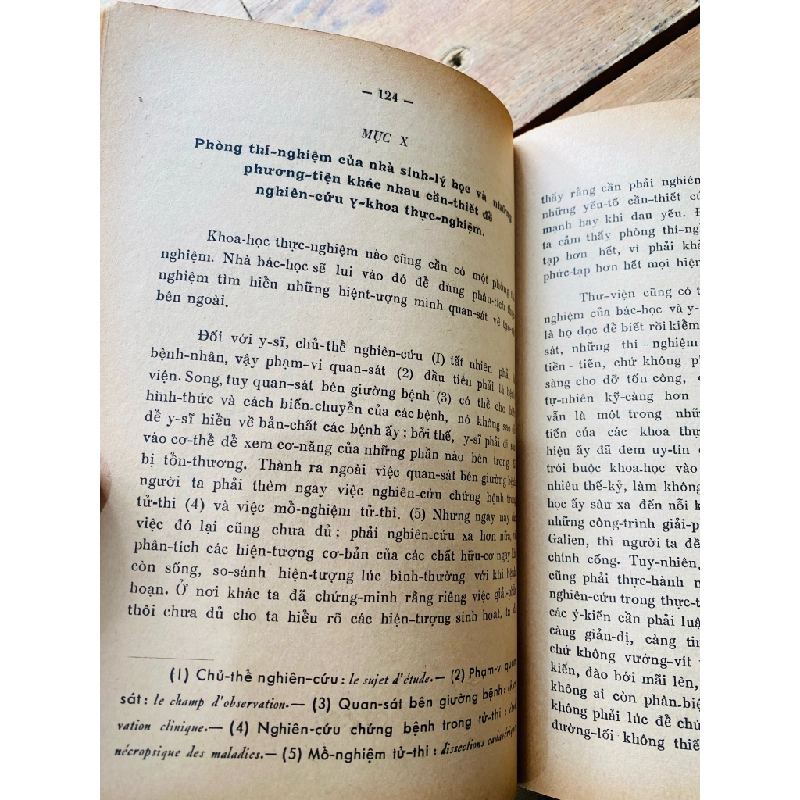 — 124 —
MỤC X
Phòng thí-nghiệm của nhà sinh-lý học và những
phương-tiện khác nhau cần-thiết để
nghiên-cứu y-khoa thực-nghiệm.
Khoa-học thực-nghiệm nào cũng cần có một phòng
nghiệm. Nhà bác-học sẽ lui vào đó để dùng phân-tích
nghiệm tìm hiểu những hiện-tượng mình quan-sát
bên ngoài.
Đối với y-sĩ, chủ-thể nghiên-cứu (1) tất nhiên phải
bệnh-nhân, vậy phạm-vi quan-sát (2) đầu tiên phải là bệnh
viện. Song, tuy quan-sát bên giường bệnh (3) có thể cho biết
hình-thức và cách biến-chuyển của các bệnh, nó không
để y-sĩ hiểu về bản-chất các bệnh ấy ; bởi thế, y-sĩ phải đi
vào cơ-thể để xem cơ-năng của những phần nào bên trong
bị tổn-thương. Thành ra ngoài việc quan-sát bên giường bệnh
người ta phải thêm ngay việc nghiên-cứu chứng bệnh trong
tử-thi (4) và việc mổ-nghiệm tử-thi. (5) Nhưng ngày nay
việc đó lại cũng chưa đủ ; phải nghiên-cứu xa hơn nữa,
phân-tích các hiện-tượng cơ-bản của các chất hữu-cơ ngay
còn sống, so-sánh hiện-tượng lúc bình-thường với khi bệnh
hoạn. Ở nơi khác ta đã chứng-minh rằng riêng việc
thôi chưa đủ cho ta hiểu rõ các hiện-tượng sinh hoạt, ta
(1) Chủ-thể nghiên-cứu : le sujet d'étude.— (2) Phạm-vi quan
sát : le champ d'observation.— (3) Quan-sát bên giường bệnh :
vation clinique.— (4) Nghiên-cứu chứng bệnh trong tử-thi :
nécropsique des maladies.— (5) Mổ-nghiệm tử-thi : dissections
thấy rằng cần phải nghiên
những yếu-tố cần-thiết
mạnh hay khi đau yếu.
ta cảm thấy phòng thí-
tạp hơn hết, vì phải
phức-tạp hơn hết mọi hiện
Thư-viện cũng có
nghiệm của bác-học và y-
là họ đọc để biết rồi kiểm
sát, những thí-nghiệm
tiền-tiến, chứ không
sàng cho đỡ tốn công,
tự-nhiên kỹ-càng hơn
vẫn là một trong những
tiến của các khoa
hiện ấy đã đem uy-tín
trói buộc khoa-học vào
nhiêu thế-kỷ, làm khoa-
học ấy sâu xa đến nỗi
những công-trình giải-
Galien, thì người ta
chính cống. Tuy-nhiên,
cũng phải thực-hành
nghiên-cứu trong thực-
các ý-kiến cần phải
càng giản-dị, càng
chứ không vướng-vít
kiến, đào bới mãi lên,
không ai còn phân-
không phải lúc để
đường-lối không